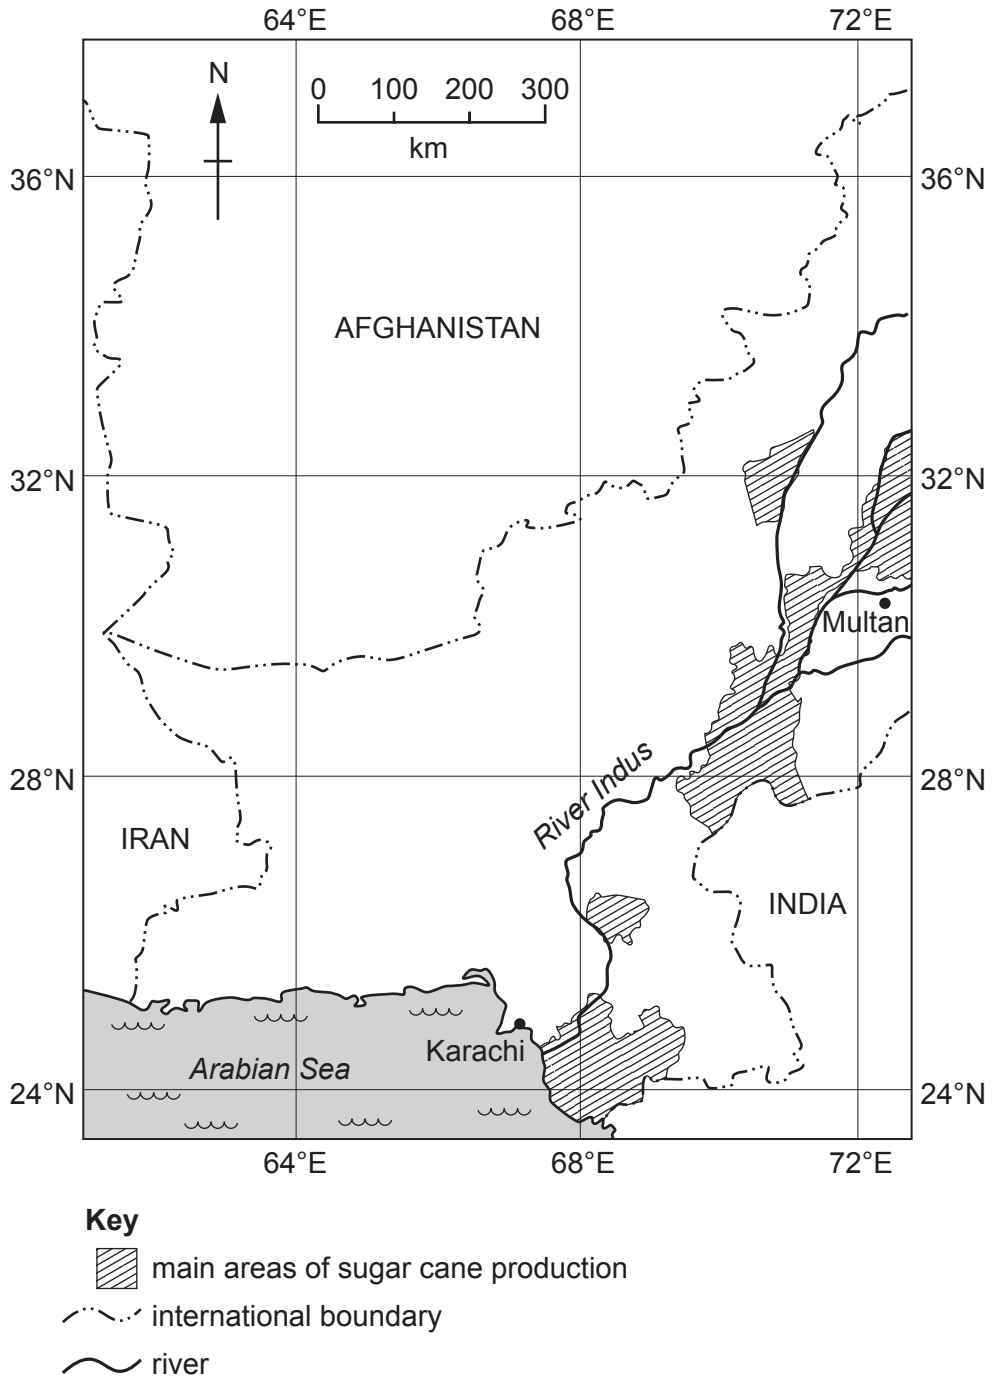 64°E 68°E 72°E
N
0 100 200 300
km
36°N 36°N
AFGHANISTAN
32°N 32°N
Multan
River Indus
28°N 28°N
IRAN
INDIA
Karachi
Arabian Sea
24°N 24°N
64°E 68°E 72°E
Key
main areas of sugar cane production
international boundary
river